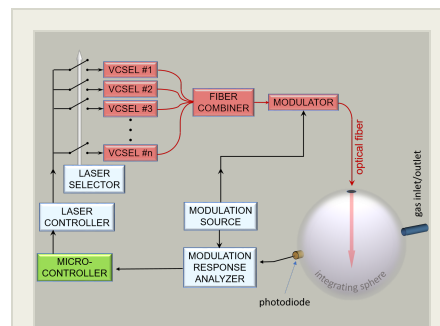 VCSEL #1
VCSEL #2
VCSEL #3
VCSEL #n
LASER
SELECTOR
FIBER
COMBINER
MODULATOR
optical fiber
gas inlet/outlet
LASER
CONTROLLER
MODULATION
SOURCE
MICRO-
CONTROLLER
MODULATION
RESPONSE
ANALYZER
integrating sphere
photodiode